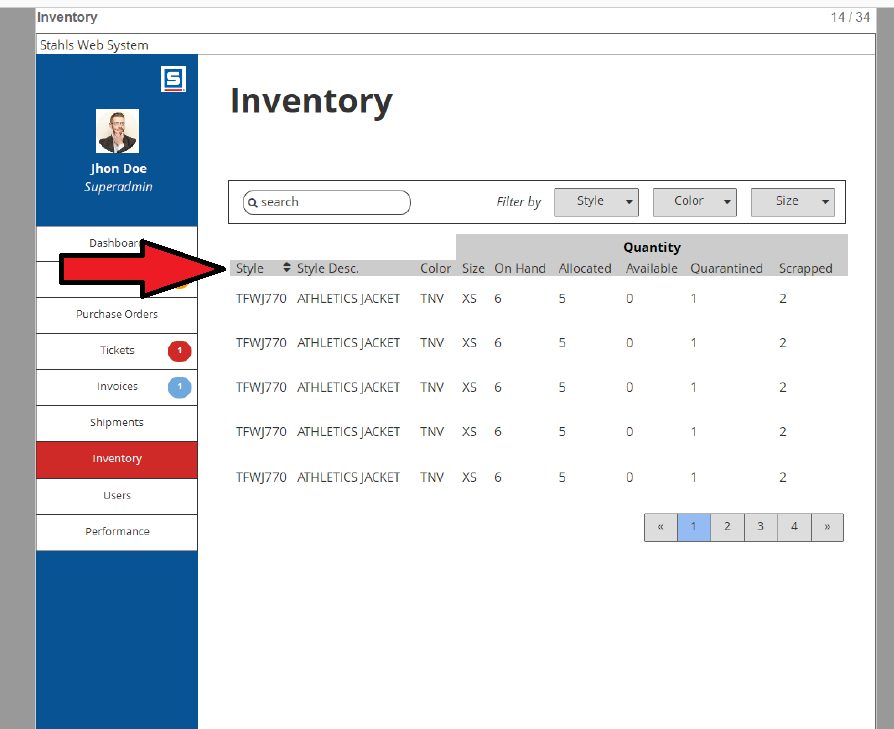 Inventory 14 / 34
Stahls Web System
S
Jhon Doe
Superadmin
Inventory
search Filter by Style Color Size
Quantity
Style Style Desc. Color Size On Hand Allocated Available Quarantined Scrapped
TFWJ770 ATHLETICS JACKET TNV XS 6 5 0 1 2
TFWJ770 ATHLETICS JACKET TNV XS 6 5 0 1 2
TFWJ770 ATHLETICS JACKET TNV XS 6 5 0 1 2
TFWJ770 ATHLETICS JACKET TNV XS 6 5 0 1 2
TFWJ770 ATHLETICS JACKET TNV XS 6 5 0 1 2
Dashboar
Purchase Orders
Tickets 1
Invoices 1
Shipments
Inventory
Users
Performance
« 1 2 3 4 »